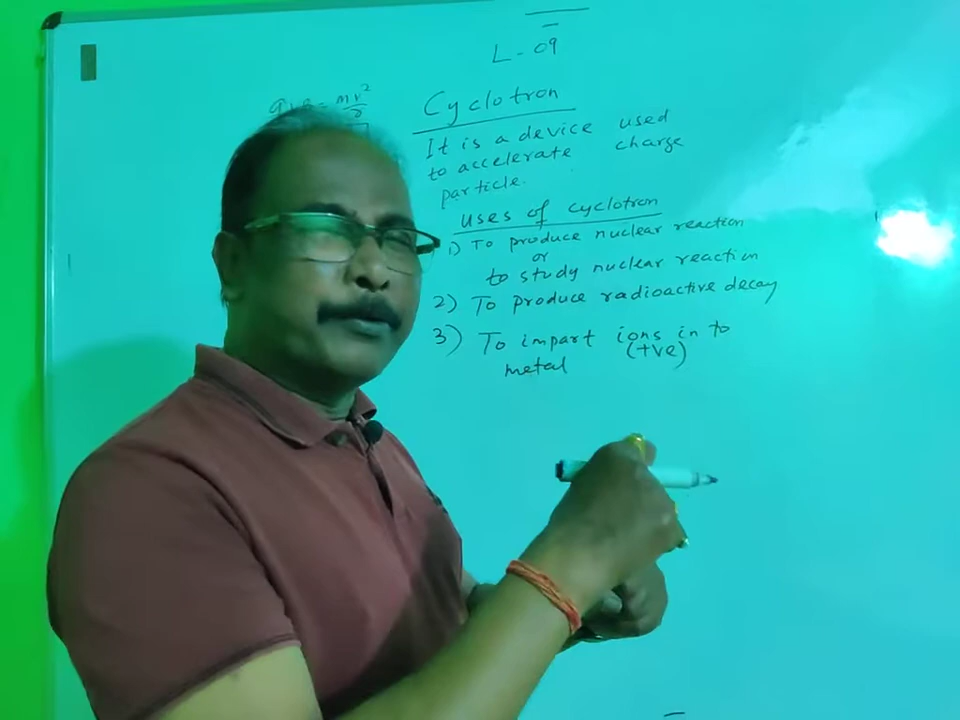 L - 09
= mv²/r
Cyclotron
It is a device used
to accelerate charge
particle.
uses of cyclotron
1) To produce nuclear reaction
or
to study nuclear reaction
2) To produce radioactive decay
3) To impart ions in to
(+ve)
metal